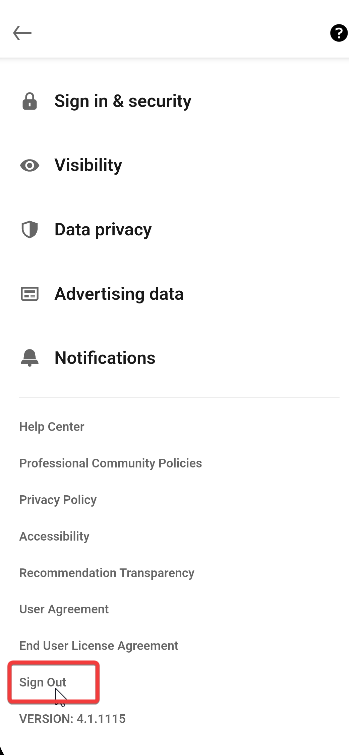 ?
Sign in & security
Visibility
Data privacy
Advertising data
Notifications
Help Center
Professional Community Policies
Privacy Policy
Accessibility
Recommendation Transparency
User Agreement
End User License Agreement
Sign Out
VERSION: 4.1.1115